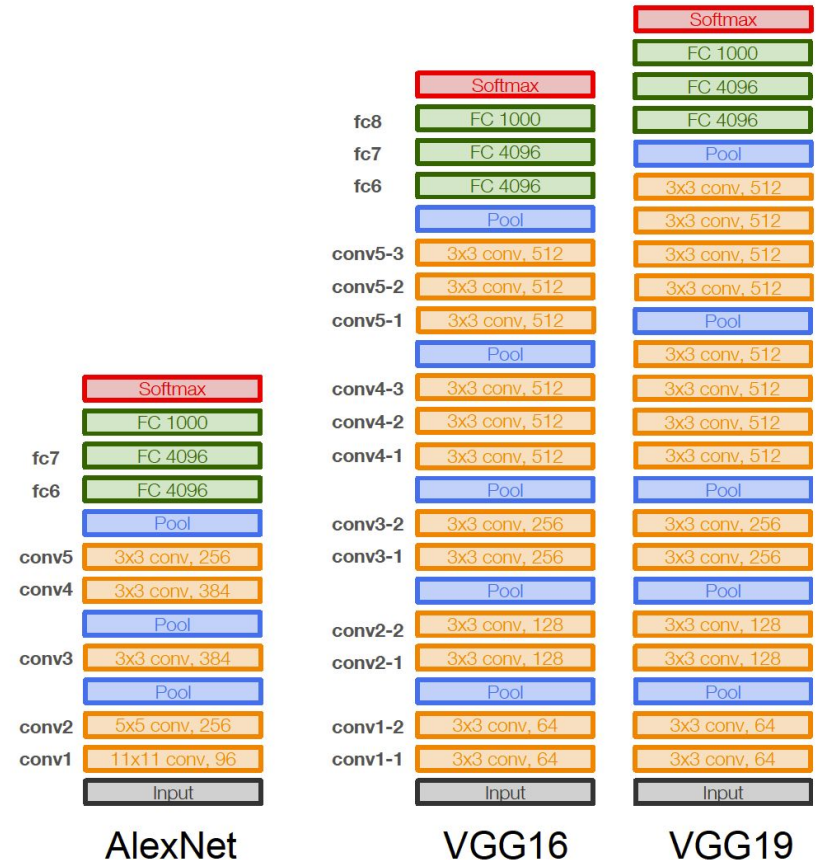 Softmax
FC 1000
fc7 FC 4096
fc6 FC 4096
Pool
conv5 3x3 conv, 256
conv4 3x3 conv, 384
Pool
conv3 3x3 conv, 384
Pool
conv2 5x5 conv, 256
conv1 11x11 conv, 96
Input
AlexNet
Softmax
fc8 FC 1000
fc7 FC 4096
fc6 FC 4096
Pool
conv5-3 3x3 conv, 512
conv5-2 3x3 conv, 512
conv5-1 3x3 conv, 512
Pool
conv4-3 3x3 conv, 512
conv4-2 3x3 conv, 512
conv4-1 3x3 conv, 512
Pool
conv3-2 3x3 conv, 256
conv3-1 3x3 conv, 256
Pool
conv2-2 3x3 conv, 128
conv2-1 3x3 conv, 128
Pool
conv1-2 3x3 conv, 64
conv1-1 3x3 conv, 64
Input
VGG16
Softmax
FC 1000
FC 4096
FC 4096
Pool
3x3 conv, 512
3x3 conv, 512
3x3 conv, 512
3x3 conv, 512
Pool
3x3 conv, 512
3x3 conv, 512
3x3 conv, 512
3x3 conv, 512
Pool
3x3 conv, 256
3x3 conv, 256
Pool
3x3 conv, 128
3x3 conv, 128
Pool
3x3 conv, 64
3x3 conv, 64
Input
VGG19